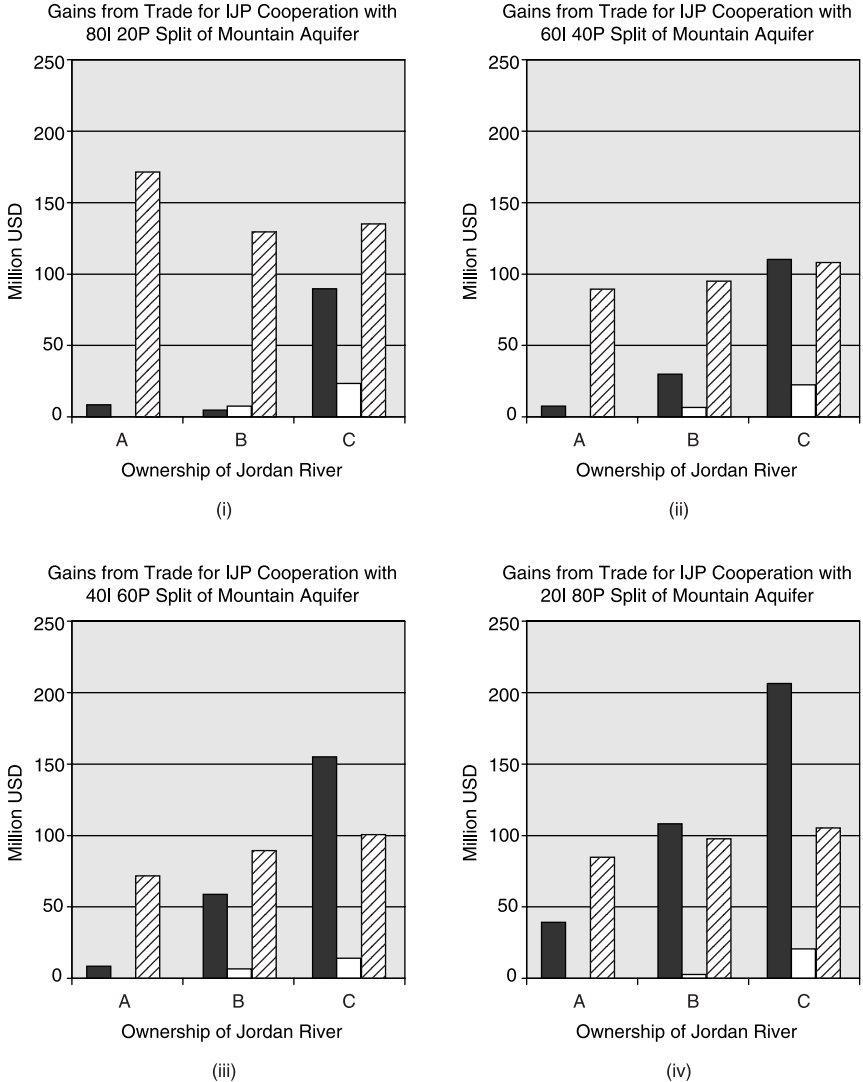 Gains from Trade for IJP Cooperation with
80I 20P Split of Mountain Aquifer
250
200
150
100
50
0
Million USD
A B C
Ownership of Jordan River
(i)
Gains from Trade for IJP Cooperation with
60I 40P Split of Mountain Aquifer
250
200
150
100
50
0
Million USD
A B C
Ownership of Jordan River
(ii)
Gains from Trade for IJP Cooperation with
40I 60P Split of Mountain Aquifer
250
200
150
100
50
0
Million USD
A B C
Ownership of Jordan River
(iii)
Gains from Trade for IJP Cooperation with
20I 80P Split of Mountain Aquifer
250
200
150
100
50
0
Million USD
A B C
Ownership of Jordan River
(iv)